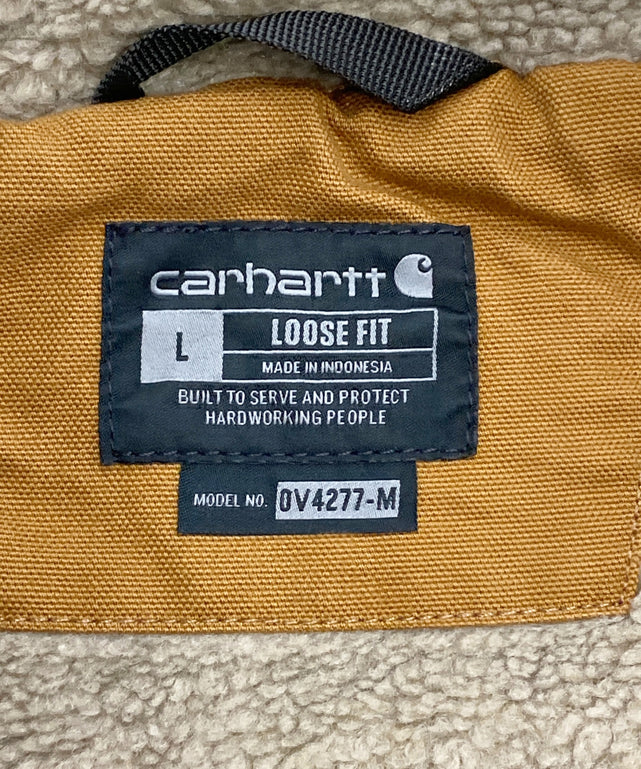 carhartt
L
LOOSE FIT
MADE IN INDONESIA
BUILT TO SERVE AND PROTECT
HARDWORKING PEOPLE
MODEL NO. OV4277-M